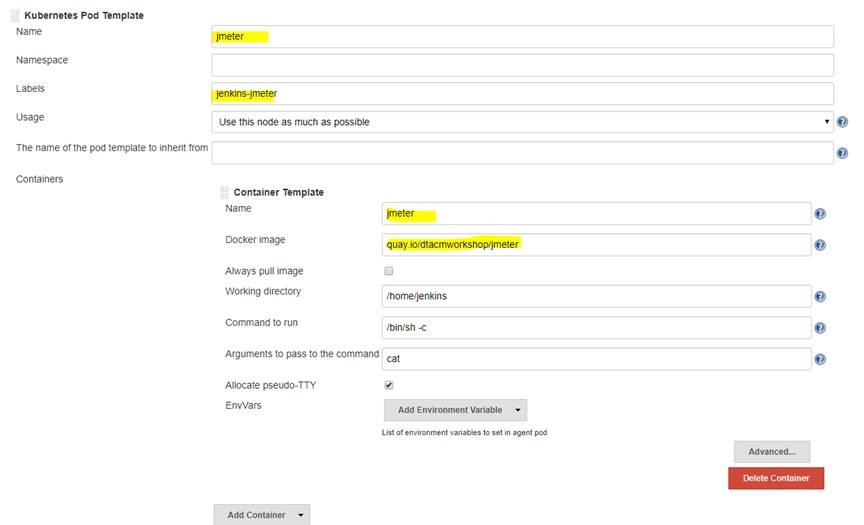 Kubernetes Pod Template
Name jmeter
Namespace
Labels jenkins-jmeter
Usage Use this node as much as possible
The name of the pod template to inherit from
Containers
Container Template
Name jmeter
Docker image quay.io/dtacmworkshop/jmeter
Always pull image
Working directory /home/jenkins
Command to run /bin/sh -c
Arguments to pass to the command cat
Allocate pseudo-TTY
EnvVars Add Environment Variable
List of environment variables to set in agent pod
Advanced...
Delete Container
Add Container